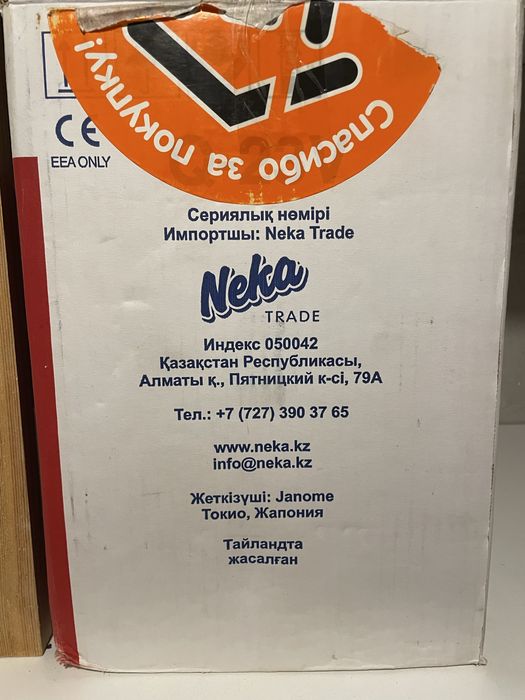 Спасибо за покупку!
CE
EEA ONLY
Сериялық нөмірі
Импортшы: Neka Trade
Neka
TRADE
Индекс 050042
Қазақстан Республикасы,
Алматы қ., Пятницкий к-сі, 79А
Тел.: +7 (727) 390 37 65
www.neka.kz
info@neka.kz
Жеткізуші: Janome
Токио, Жапония
Тайландта
жасалған